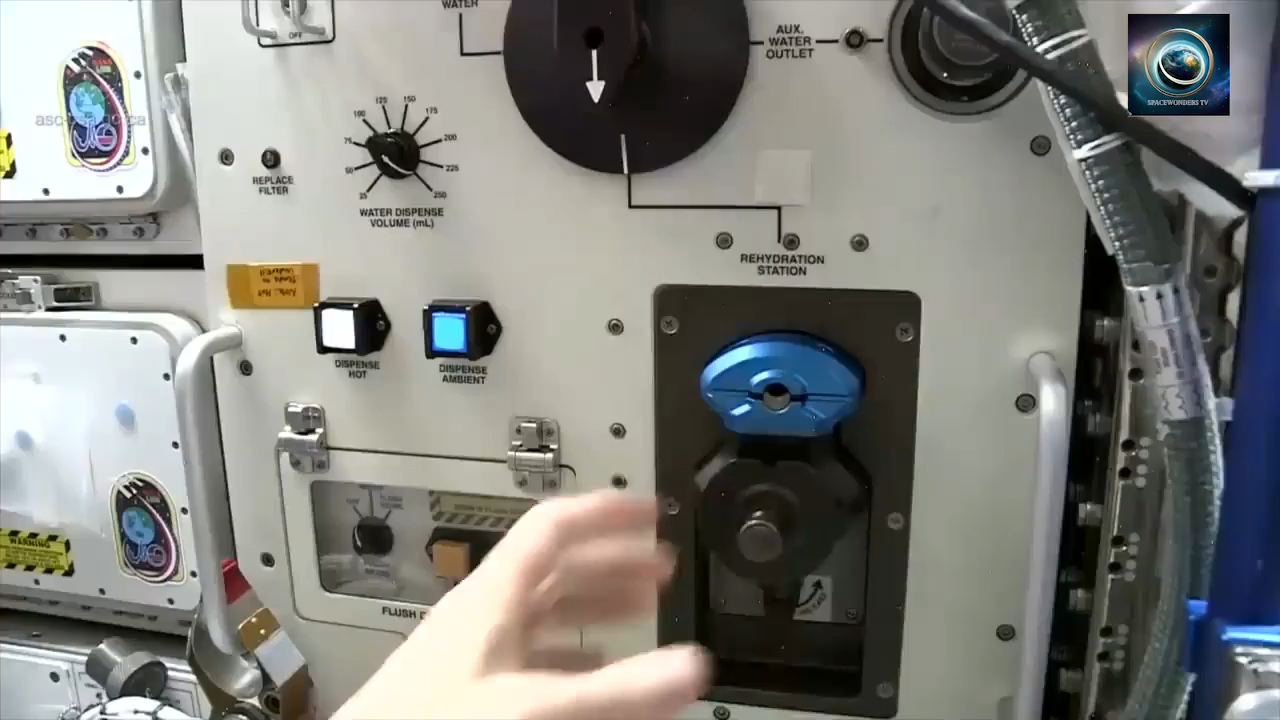 WATER
OFF
AUX.
WATER
OUTLET
SPACEWONDERS TV
125
150
100
175
75
200
50
225
25
250
REPLACE
FILTER
WATER DISPENSE
VOLUME (mL)
REHYDRATION
STATION
DISPENSE
HOT
DISPENSE
AMBIENT
WARNING
FLUSH